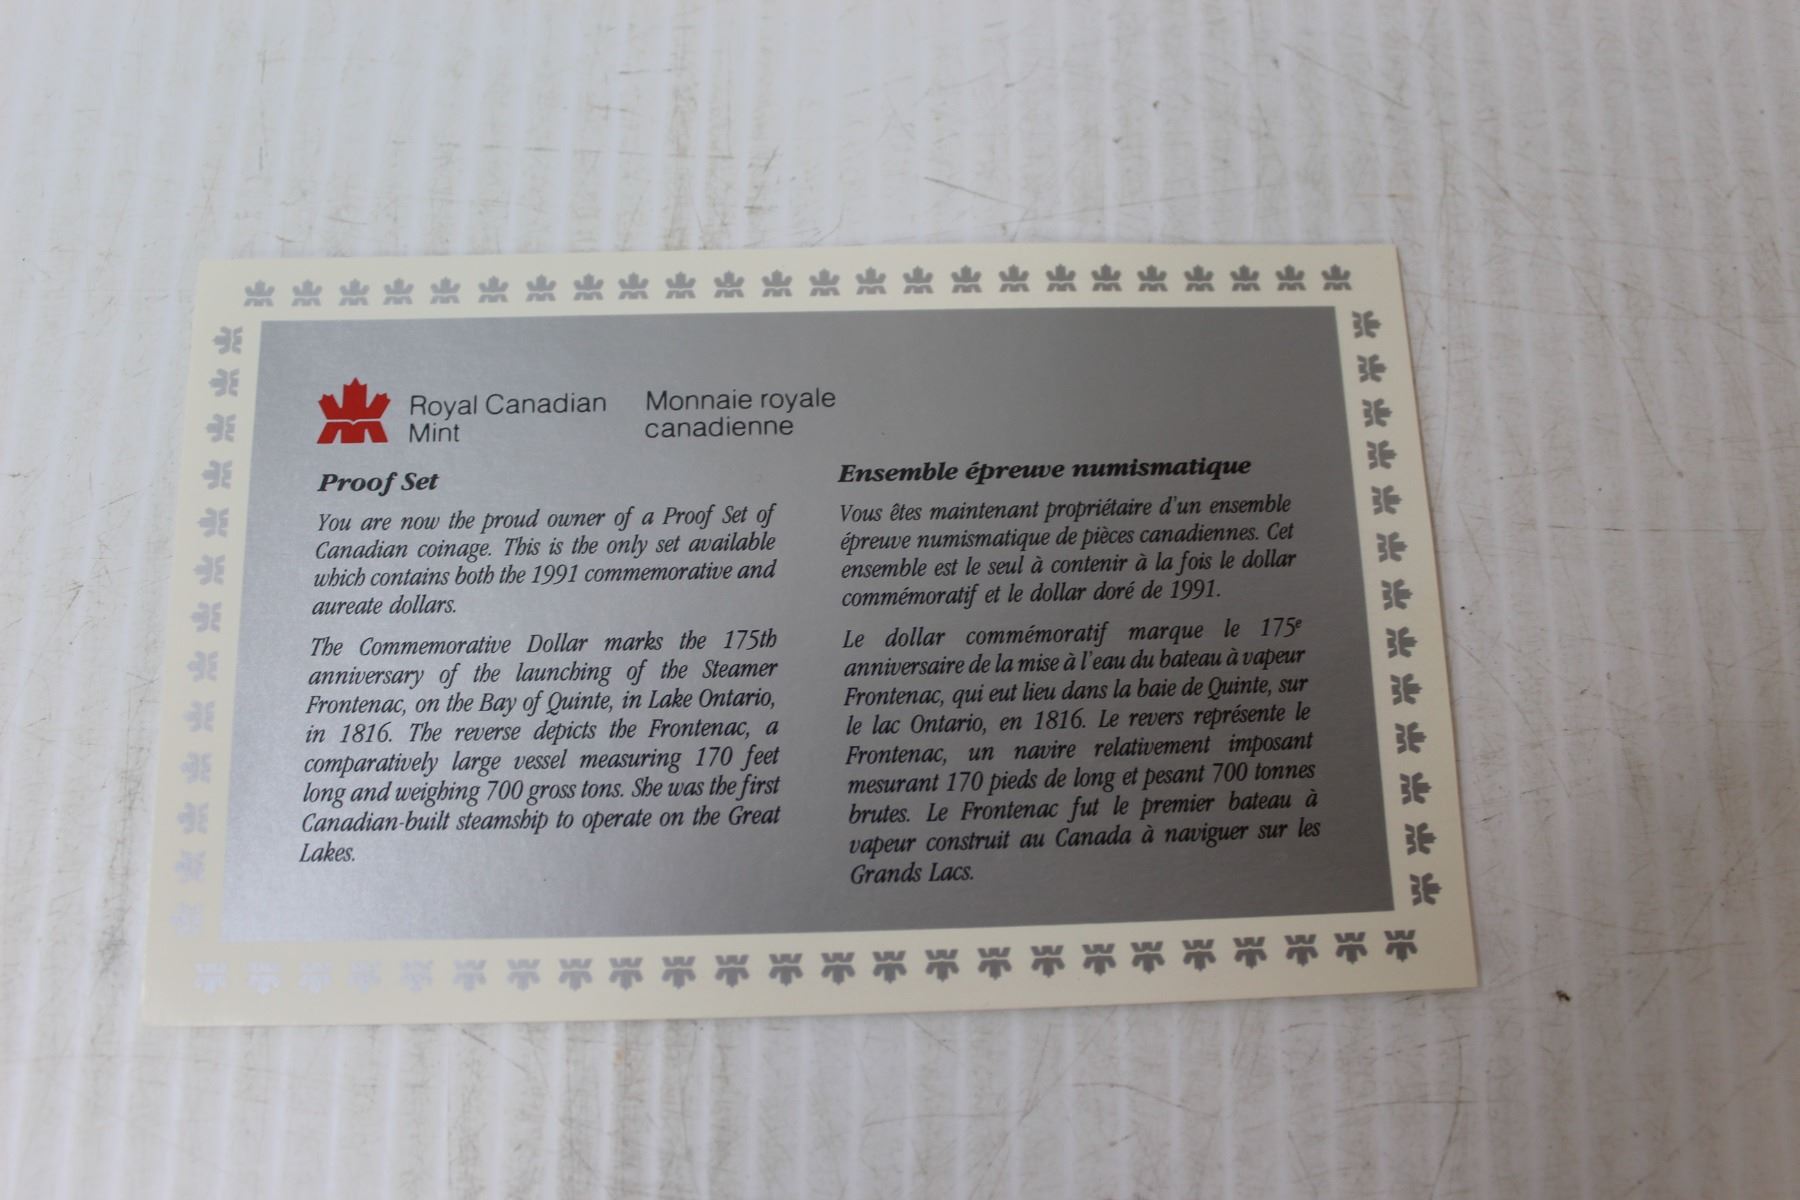 Royal Canadian
Mint
Monnaie royale
canadienne
Proof Set
You are now the proud owner of a Proof Set of
Canadian coinage. This is the only set available
which contains both the 1991 commemorative and
aureate dollars.
The Commemorative Dollar marks the 175th
anniversary of the launching of the Steamer
Frontenac, on the Bay of Quinte, in Lake Ontario,
in 1816. The reverse depicts the Frontenac, a
comparatively large vessel measuring 170 feet
long and weighing 700 gross tons. She was the first
Canadian-built steamship to operate on the Great
Lakes.
Ensemble épreuve numismatique
Vous êtes maintenant propriétaire d'un ensemble
épreuve numismatique de pièces canadiennes. Cet
ensemble est le seul à contenir à la fois le dollar
commémoratif et le dollar doré de 1991.
Le dollar commémoratif marque le 175e
anniversaire de la mise à l'eau du bateau à vapeur
Frontenac, qui eut lieu dans la baie de Quinte, sur
le lac Ontario, en 1816. Le revers représente le
Frontenac, un navire relativement imposant
mesurant 170 pieds de long et pesant 700 tonnes
brutes. Le Frontenac fut le premier bateau à
vapeur construit au Canada à naviguer sur les
Grands Lacs.